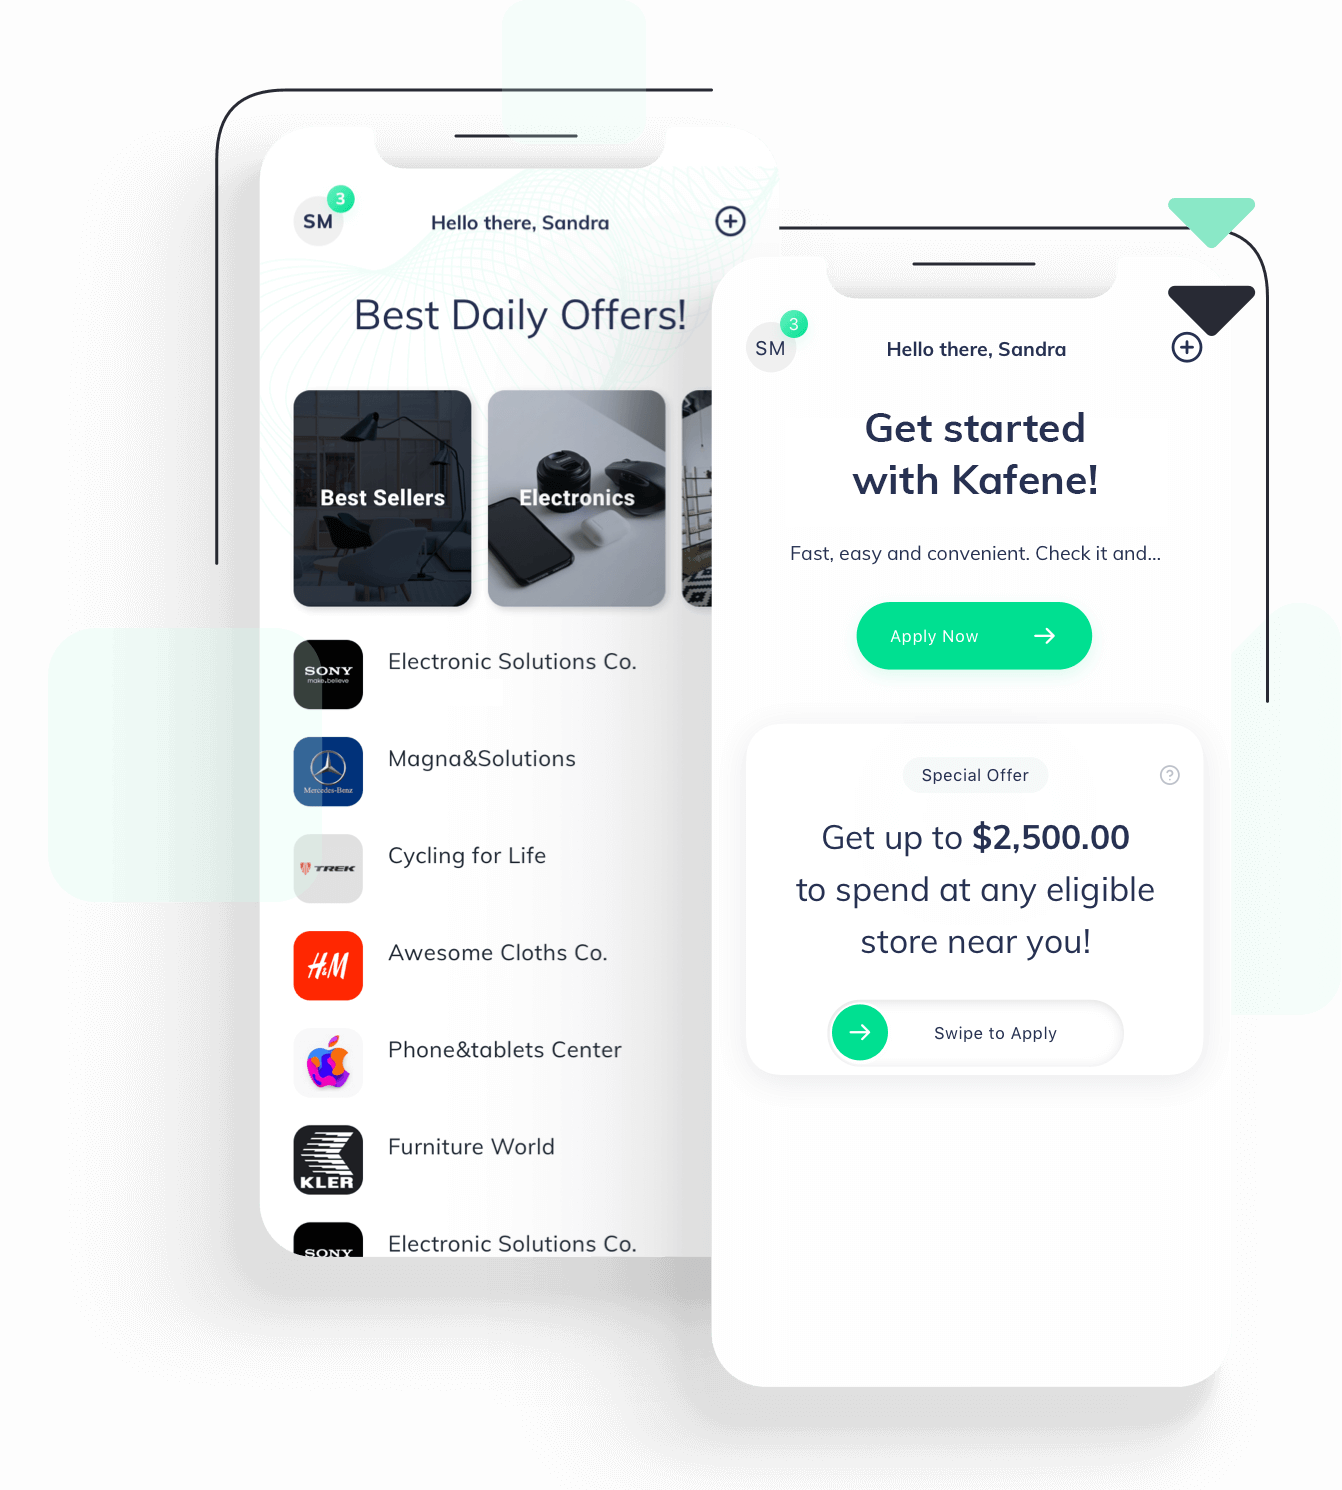 SM
3
Hello there, Sandra
Best Daily Offers!
Best Sellers
Electronics
SONY
make.believe
Electronic Solutions Co.
Mercedes-Benz
Magna&Solutions
TREK
Cycling for Life
H&M
Awesome Cloths Co.
Phone&tablets Center
KLER
Furniture World
SONY
Electronic Solutions Co.
SM
3
Hello there, Sandra
Get started
with Kafene!
Fast, easy and convenient. Check it and...
Apply Now
Special Offer
?
Get up to $2,500.00
to spend at any eligible
store near you!
Swipe to Apply